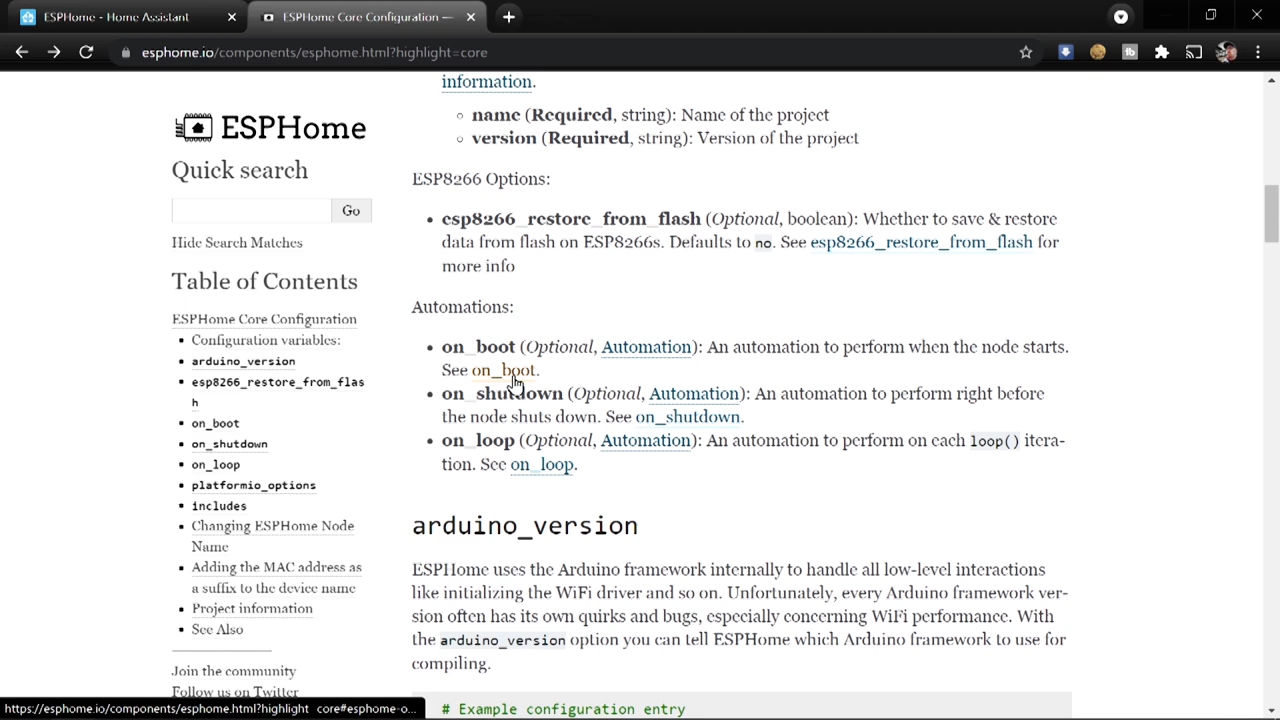 ESPHome - Home Assistant
ESPHome Core Configuration —
esphome.io/components/esphome.html?highlight=core
ESPHome
Quick search
Go
Hide Search Matches
Table of Contents
ESPHome Core Configuration
Configuration variables:
arduino_version
esp8266_restore_from_flas
h
on_boot
on_shutdown
on_loop
platformio_options
includes
Changing ESPHome Node
Name
Adding the MAC address as
a suffix to the device name
Project information
See Also
Join the community
Follow us on Twitter
information.
name (Required, string): Name of the project
version (Required, string): Version of the project
ESP8266 Options:
esp8266_restore_from_flash (Optional, boolean): Whether to save & restore
data from flash on ESP8266s. Defaults to no. See esp8266_restore_from_flash for
more info
Automations:
on_boot (Optional, Automation): An automation to perform when the node starts.
See on_boot.
on_shutdown (Optional, Automation): An automation to perform right before
the node shuts down. See on_shutdown.
on_loop (Optional, Automation): An automation to perform on each loop() itera-
tion. See on_loop.
arduino_version
ESPHome uses the Arduino framework internally to handle all low-level interactions
like initializing the WiFi driver and so on. Unfortunately, every Arduino framework ver-
sion often has its own quirks and bugs, especially concerning WiFi performance. With
the arduino_version option you can tell ESPHome which Arduino framework to use for
compiling.
# Example configuration entry
https://esphome.io/components/esphome.html?highlight core#esphome-o...